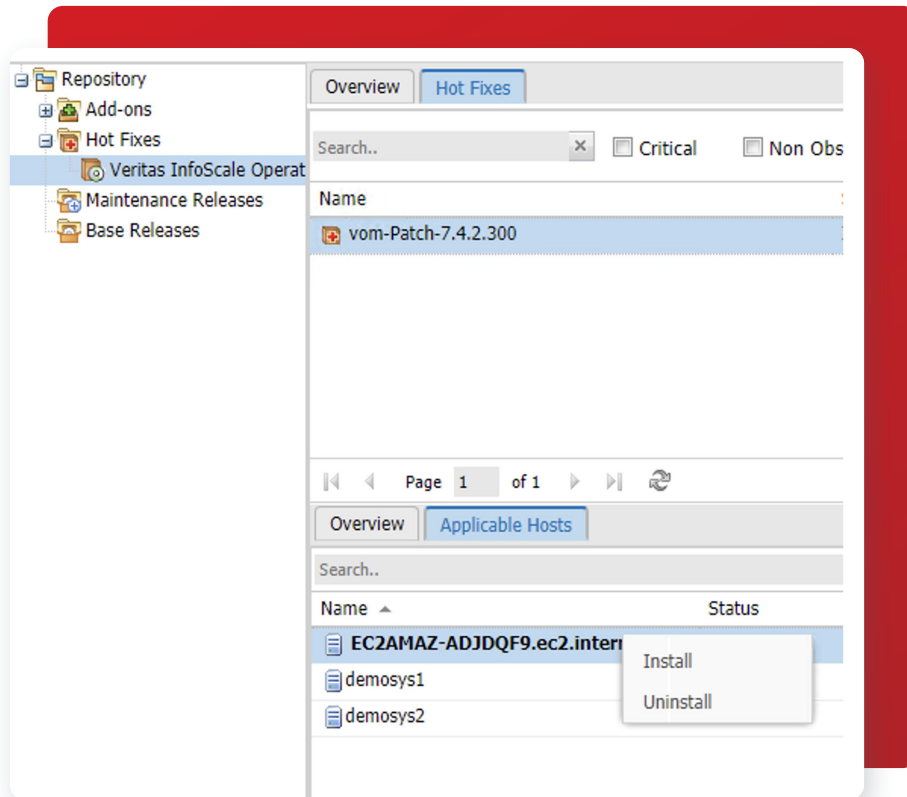 Repository
Add-ons
Hot Fixes
Veritas InfoScale Operat
Maintenance Releases
Base Releases
Overview Hot Fixes
Search.. Critical Non Obs
Name
vom-Patch-7.4.2.300
Page 1 of 1
Overview Applicable Hosts
Search..
Name Status
EC2AMAZ-ADJDQF9.ec2.inter
Install
demosys1
Uninstall
demosys2